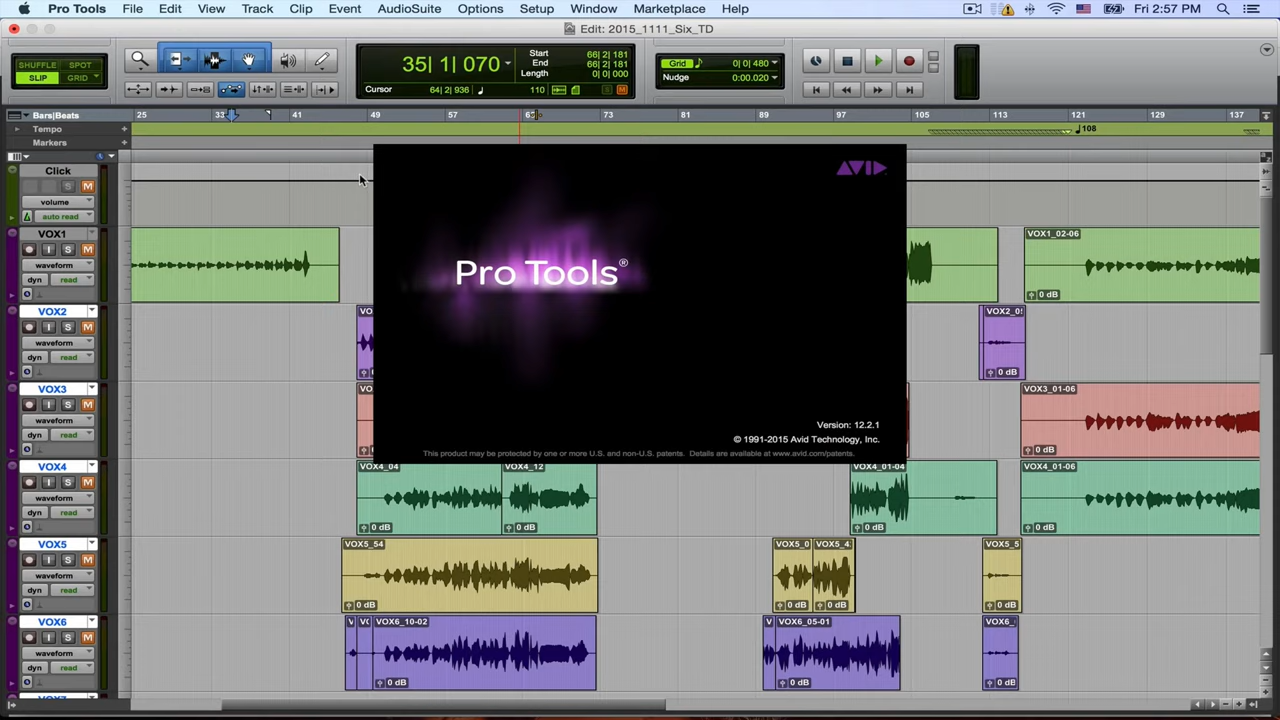 Pro Tools File Edit View Track Clip Event AudioSuite Options Setup Window Marketplace Help Fri 2:57 PM
Edit: 2015_1111_Six_TD
SHUFFLE SPOT
SLIP GRID
35| 1| 070
Start 66| 2| 181
End 66| 2| 181
Length 0| 0| 000
Cursor 64| 2| 936 110 S M
Grid 0| 0| 480
Nudge 0:00.020
Bars|Beats 25 33 41 49 57 65 73 81 89 97 105 113 121 129 137
Tempo + 108
Markers +
Click
S M
volume
auto read
AVID
Pro Tools®
Version: 12.2.1
© 1991-2015 Avid Technology, Inc.
This product may be protected by one or more U.S. and non-U.S. patents. Details are available at www.avid.com/patents.
VOX1 VOX1_02-06
I S M
waveform
dyn read
0 dB
VOX2 VO VOX2_0
I S M
waveform
dyn read
0 dB
VOX3 VOX3_01-06
I S M
waveform
dyn read
0 dB
VOX4 VOX4_04 VOX4_12 VOX4_01-04 VOX4_01-06
I S M
waveform
dyn read
0 dB 0 dB 0 dB 0 dB
VOX5 VOX5_54 VOX5_0 VOX5_4 VOX5_5
I S M
waveform
dyn read
0 dB 0 dB 0 dB 0 dB
VOX6 V VO VOX6_10-02 V VOX6_05-01 VOX6_
I S M
waveform
dyn read
0 dB 0 dB 0 dB
VOX7